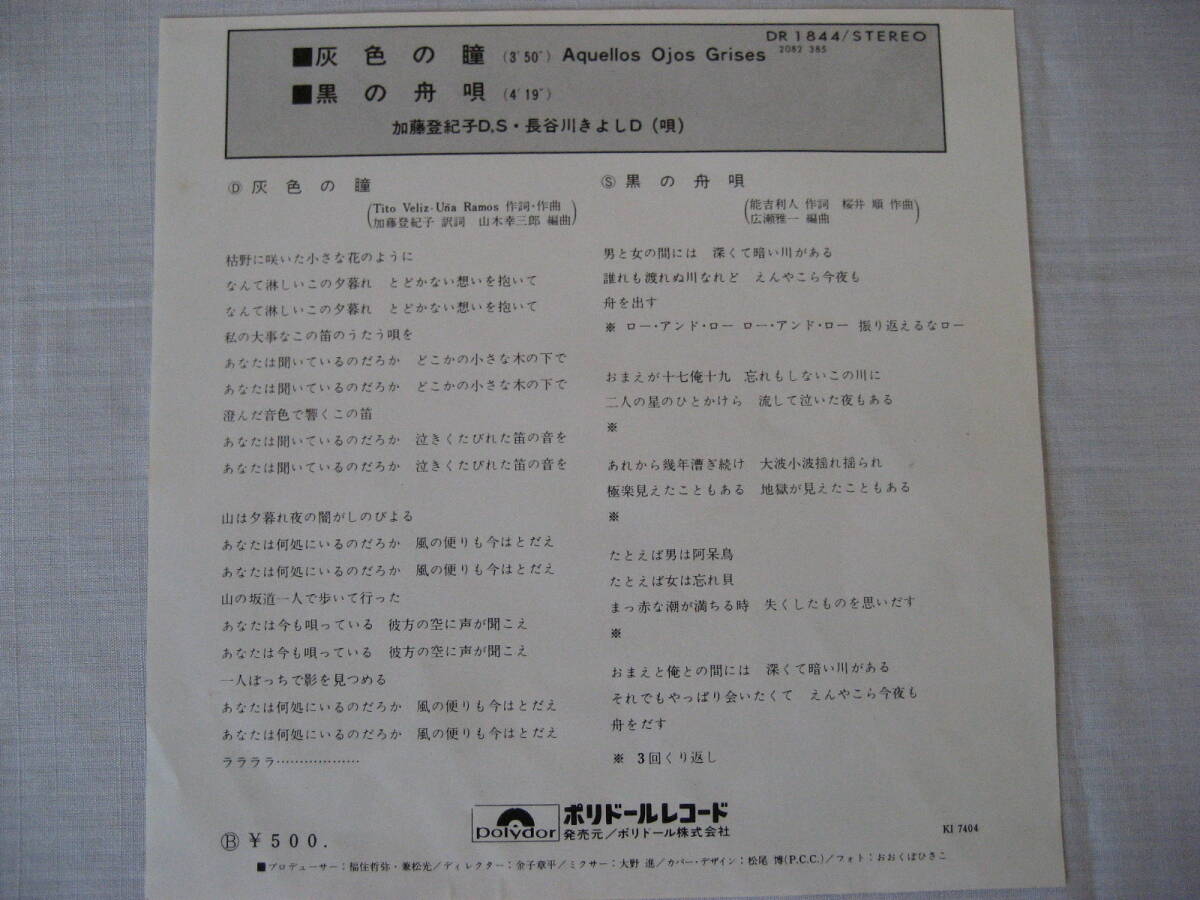 DR 1844/STEREO
2082 385
■灰色の瞳 (3'50") Aquellos Ojos Grises
■黒の舟唄 (4'19")
加藤登紀子D,S・長谷川きよしD(唄)
Ⓓ 灰色の瞳
(Tito Veliz-Uña Ramos 作詞・作曲
加藤登紀子 訳詞 山木幸三郎 編曲)
枯野に咲いた小さな花のように
なんて淋しいこの夕暮れ とどかない想いを抱いて
なんて淋しいこの夕暮れ とどかない想いを抱いて
私の大事なこの笛のうたう唄を
あなたは聞いているのだろか どこかの小さな木の下で
あなたは聞いているのだろか どこかの小さな木の下で
澄んだ音色で響くこの笛
あなたは聞いているのだろか 泣きくたびれた笛の音を
あなたは聞いているのだろか 泣きくたびれた笛の音を
山は夕暮れ夜の闇がしのびよる
あなたは何処にいるのだろか 風の便りも今はとだえ
あなたは何処にいるのだろか 風の便りも今はとだえ
山の坂道一人で歩いて行った
あなたは今も唄っている 彼方の空に声が聞こえ
あなたは今も唄っている 彼方の空に声が聞こえ
一人ぼっちで影を見つめる
あなたは何処にいるのだろか 風の便りも今はとだえ
あなたは何処にいるのだろか 風の便りも今はとだえ
ララララ………………
Ⓢ 黒の舟唄
(能吉利人 作詞 桜井 順 作曲
広瀬雅一 編曲)
男と女の間には 深くて暗い川がある
誰れも渡れぬ川なれど えんやこら今夜も
舟を出す
※ ロー・アンド・ロー ロー・アンド・ロー 振り返えるなロー
おまえが十七俺十九 忘れもしないこの川に
二人の星のひとかけら 流して泣いた夜もある
※
あれから幾年漕ぎ続け 大波小波揺れ揺られ
極楽見えたこともある 地獄が見えたこともある
※
たとえば男は阿呆鳥
たとえば女は忘れ貝
まっ赤な潮が満ちる時 失くしたものを思いだす
※
おまえと俺との間には 深くて暗い川がある
それでもやっぱり会いたくて えんやこら今夜も
舟をだす
※ 3回くり返し
Ⓑ ¥500.
polydor
ポリドールレコード
発売元/ポリドール株式会社
KI 7404
■プロデューサー;福住哲弥・兼松光/ディレクター;金子章平/ミクサー;大野 進/カバー・デザイン;松尾 博(P.C.C.)/フォト;おおくぼひさこ